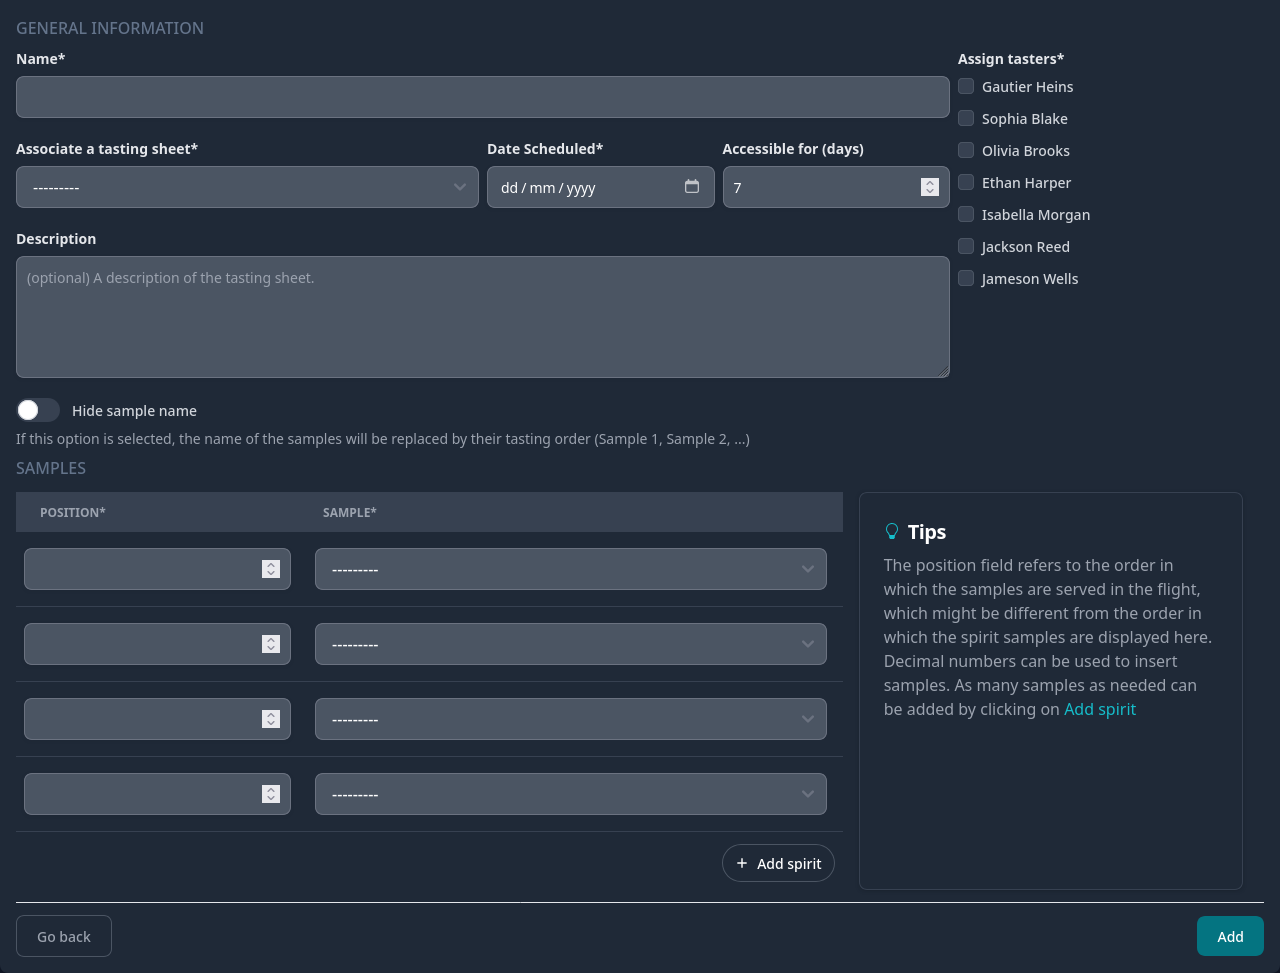 GENERAL INFORMATION
Name*
Associate a tasting sheet*
Date Scheduled*
Accessible for (days)
---------
dd / mm / yyyy
7
Description
(optional) A description of the tasting sheet.
Assign tasters*
Gautier Heins
Sophia Blake
Olivia Brooks
Ethan Harper
Isabella Morgan
Jackson Reed
Jameson Wells
Hide sample name
If this option is selected, the name of the samples will be replaced by their tasting order (Sample 1, Sample 2, ...)
SAMPLES
POSITION*
SAMPLE*
---------
---------
---------
---------
+ Add spirit
Tips
The position field refers to the order in
which the samples are served in the flight,
which might be different from the order in
which the spirit samples are displayed here.
Decimal numbers can be used to insert
samples. As many samples as needed can
be added by clicking on Add spirit
Go back
Add